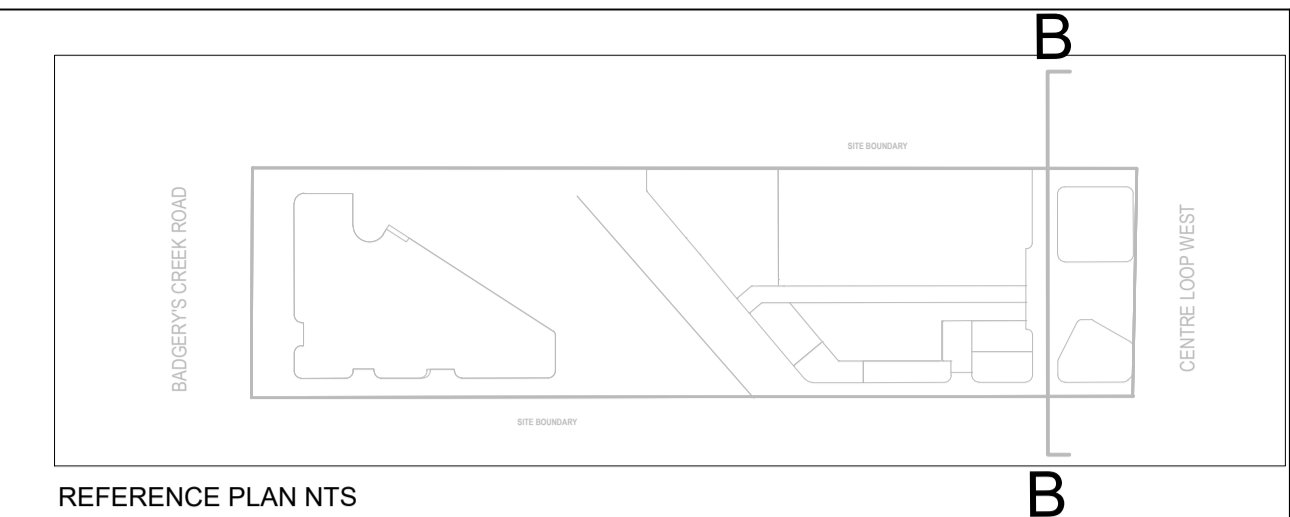 B
SITE BOUNDARY
BADGERY'S CREEK ROAD
CENTRE LOOP WEST
SITE BOUNDARY
REFERENCE PLAN NTS
B